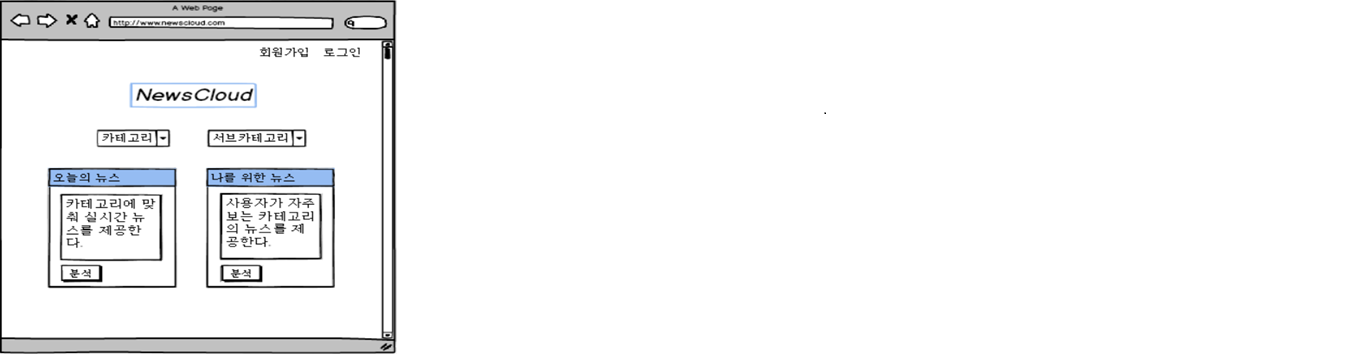 A Web Page
http://www.newscloud.com
회원가입 로그인
NewsCloud
카테고리 서브카테고리
오늘의 뉴스
카테고리에 맞
춰 실시간 뉴
스를 제공한
다.
분석
나를 위한 뉴스
사용자가 자주
보는 카테고리
의 뉴스를 제
공한다.
분석